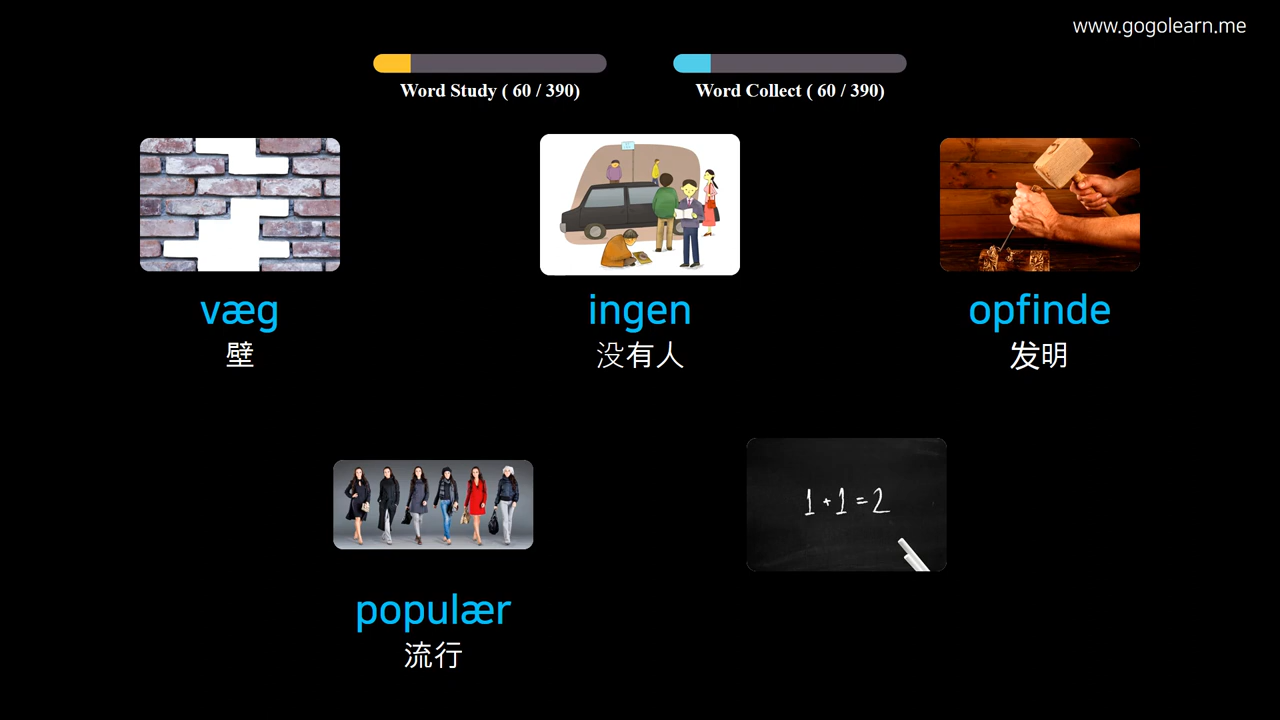 www.gogolearn.me
Word Study ( 60 / 390)
Word Collect ( 60 / 390)
væg
壁
ingen
没有人
opfinde
发明
1+1=2
populær
流行